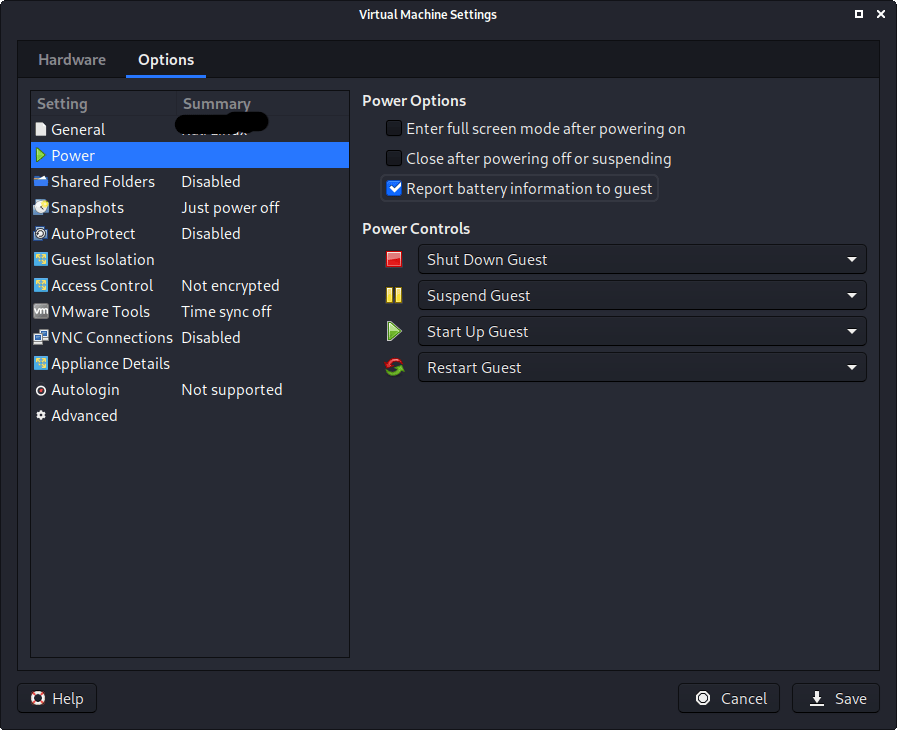 Virtual Machine Settings
Hardware Options
Setting Summary
General
Power
Shared Folders Disabled
Snapshots Just power off
AutoProtect Disabled
Guest Isolation
Access Control Not encrypted
VMware Tools Time sync off
VNC Connections Disabled
Appliance Details
Autologin Not supported
Advanced
Power Options
Enter full screen mode after powering on
Close after powering off or suspending
Report battery information to guest
Power Controls
Shut Down Guest
Suspend Guest
Start Up Guest
Restart Guest
Help
Cancel
Save